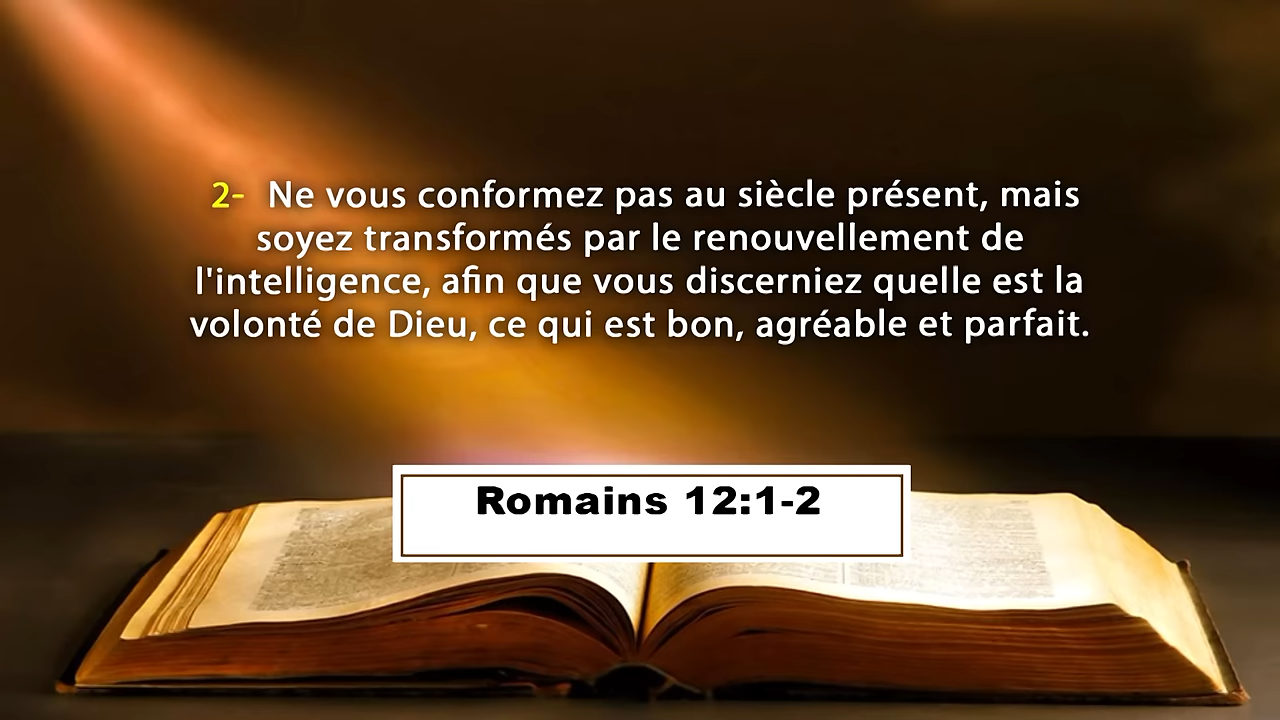 2- Ne vous conformez pas au siècle présent, mais
soyez transformés par le renouvellement de
l'intelligence, afin que vous discerniez quelle est la
volonté de Dieu, ce qui est bon, agréable et parfait.
Romains 12:1-2